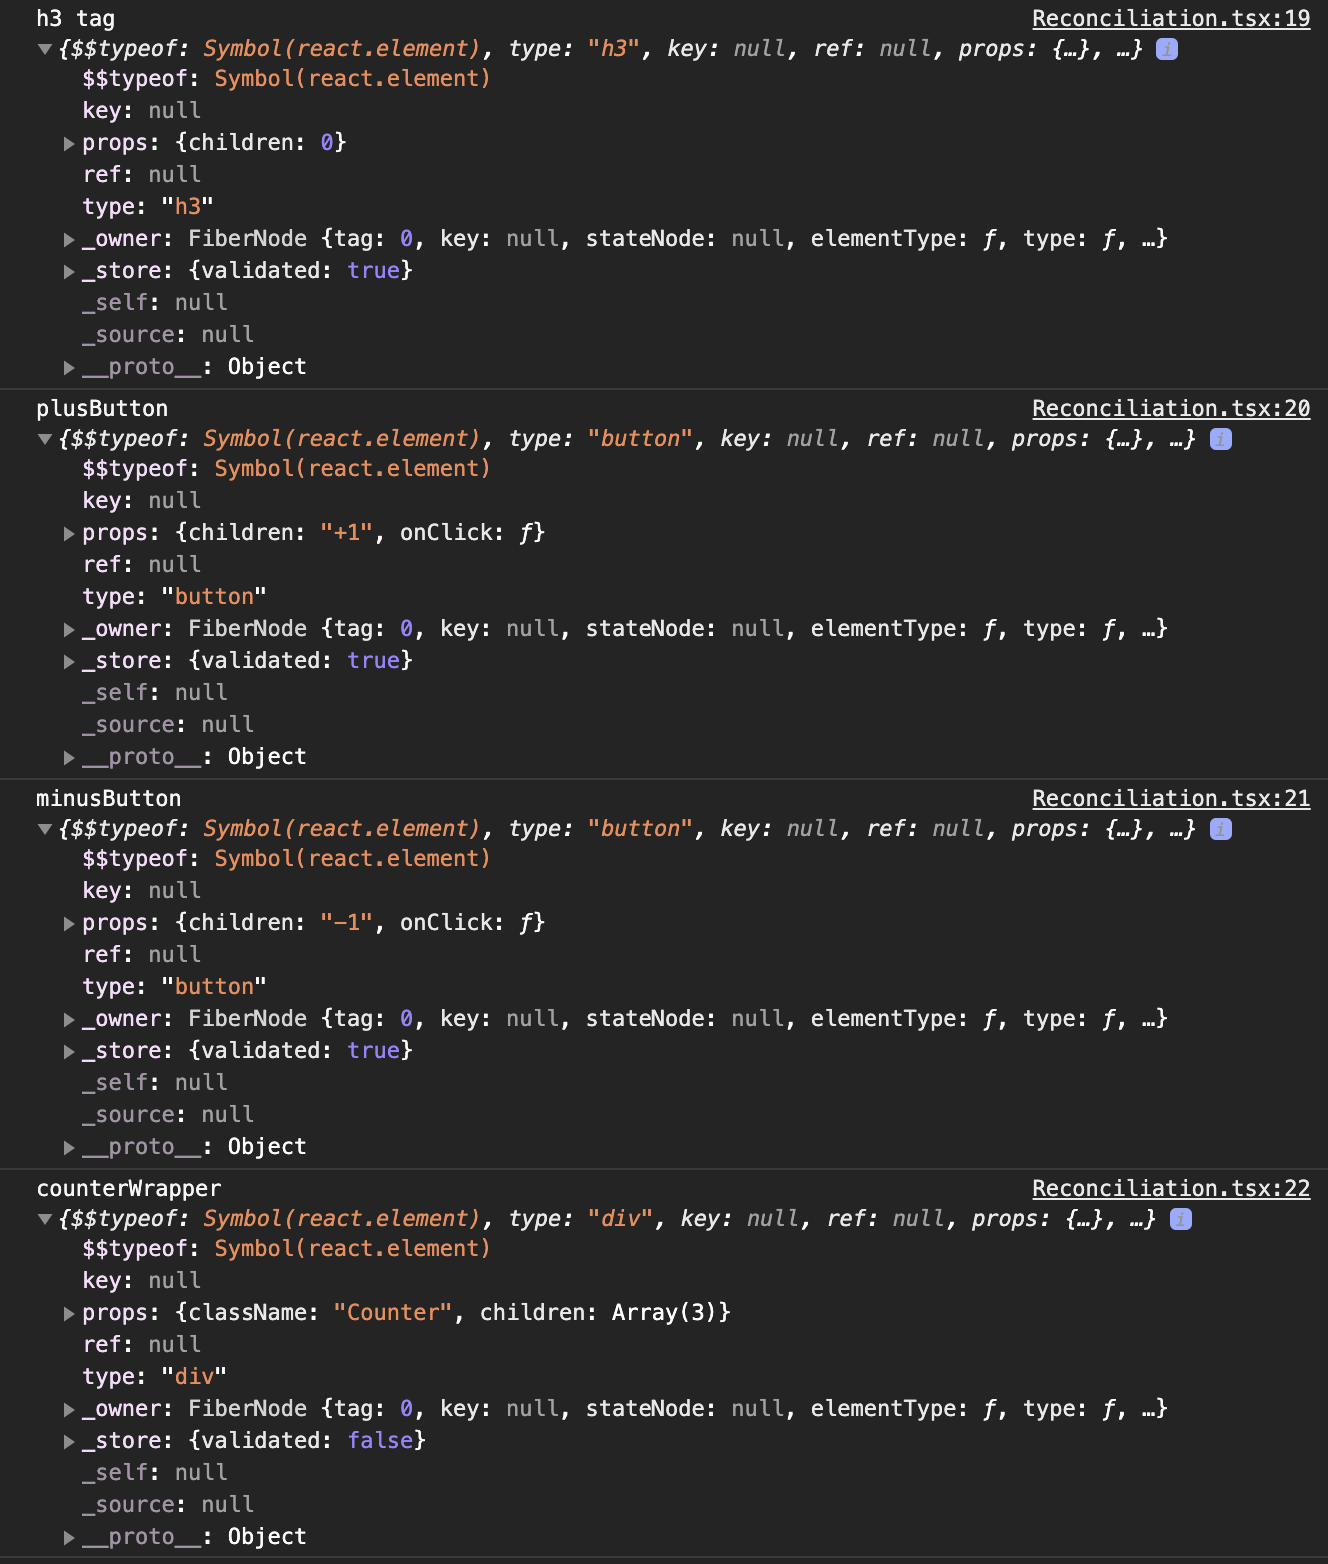 h3 tag Reconciliation.tsx:19
▼{$$typeof: Symbol(react.element), type: "h3", key: null, ref: null, props: {…}, …} i
$$typeof: Symbol(react.element)
key: null
▶props: {children: 0}
ref: null
type: "h3"
▶_owner: FiberNode {tag: 0, key: null, stateNode: null, elementType: ƒ, type: ƒ, …}
▶_store: {validated: true}
_self: null
_source: null
▶__proto__: Object
plusButton Reconciliation.tsx:20
▼{$$typeof: Symbol(react.element), type: "button", key: null, ref: null, props: {…}, …} i
$$typeof: Symbol(react.element)
key: null
▶props: {children: "+1", onClick: ƒ}
ref: null
type: "button"
▶_owner: FiberNode {tag: 0, key: null, stateNode: null, elementType: ƒ, type: ƒ, …}
▶_store: {validated: true}
_self: null
_source: null
▶__proto__: Object
minusButton Reconciliation.tsx:21
▼{$$typeof: Symbol(react.element), type: "button", key: null, ref: null, props: {…}, …} i
$$typeof: Symbol(react.element)
key: null
▶props: {children: "-1", onClick: ƒ}
ref: null
type: "button"
▶_owner: FiberNode {tag: 0, key: null, stateNode: null, elementType: ƒ, type: ƒ, …}
▶_store: {validated: true}
_self: null
_source: null
▶__proto__: Object
counterWrapper Reconciliation.tsx:22
▼{$$typeof: Symbol(react.element), type: "div", key: null, ref: null, props: {…}, …} i
$$typeof: Symbol(react.element)
key: null
▶props: {className: "Counter", children: Array(3)}
ref: null
type: "div"
▶_owner: FiberNode {tag: 0, key: null, stateNode: null, elementType: ƒ, type: ƒ, …}
▶_store: {validated: false}
_self: null
_source: null
▶__proto__: Object